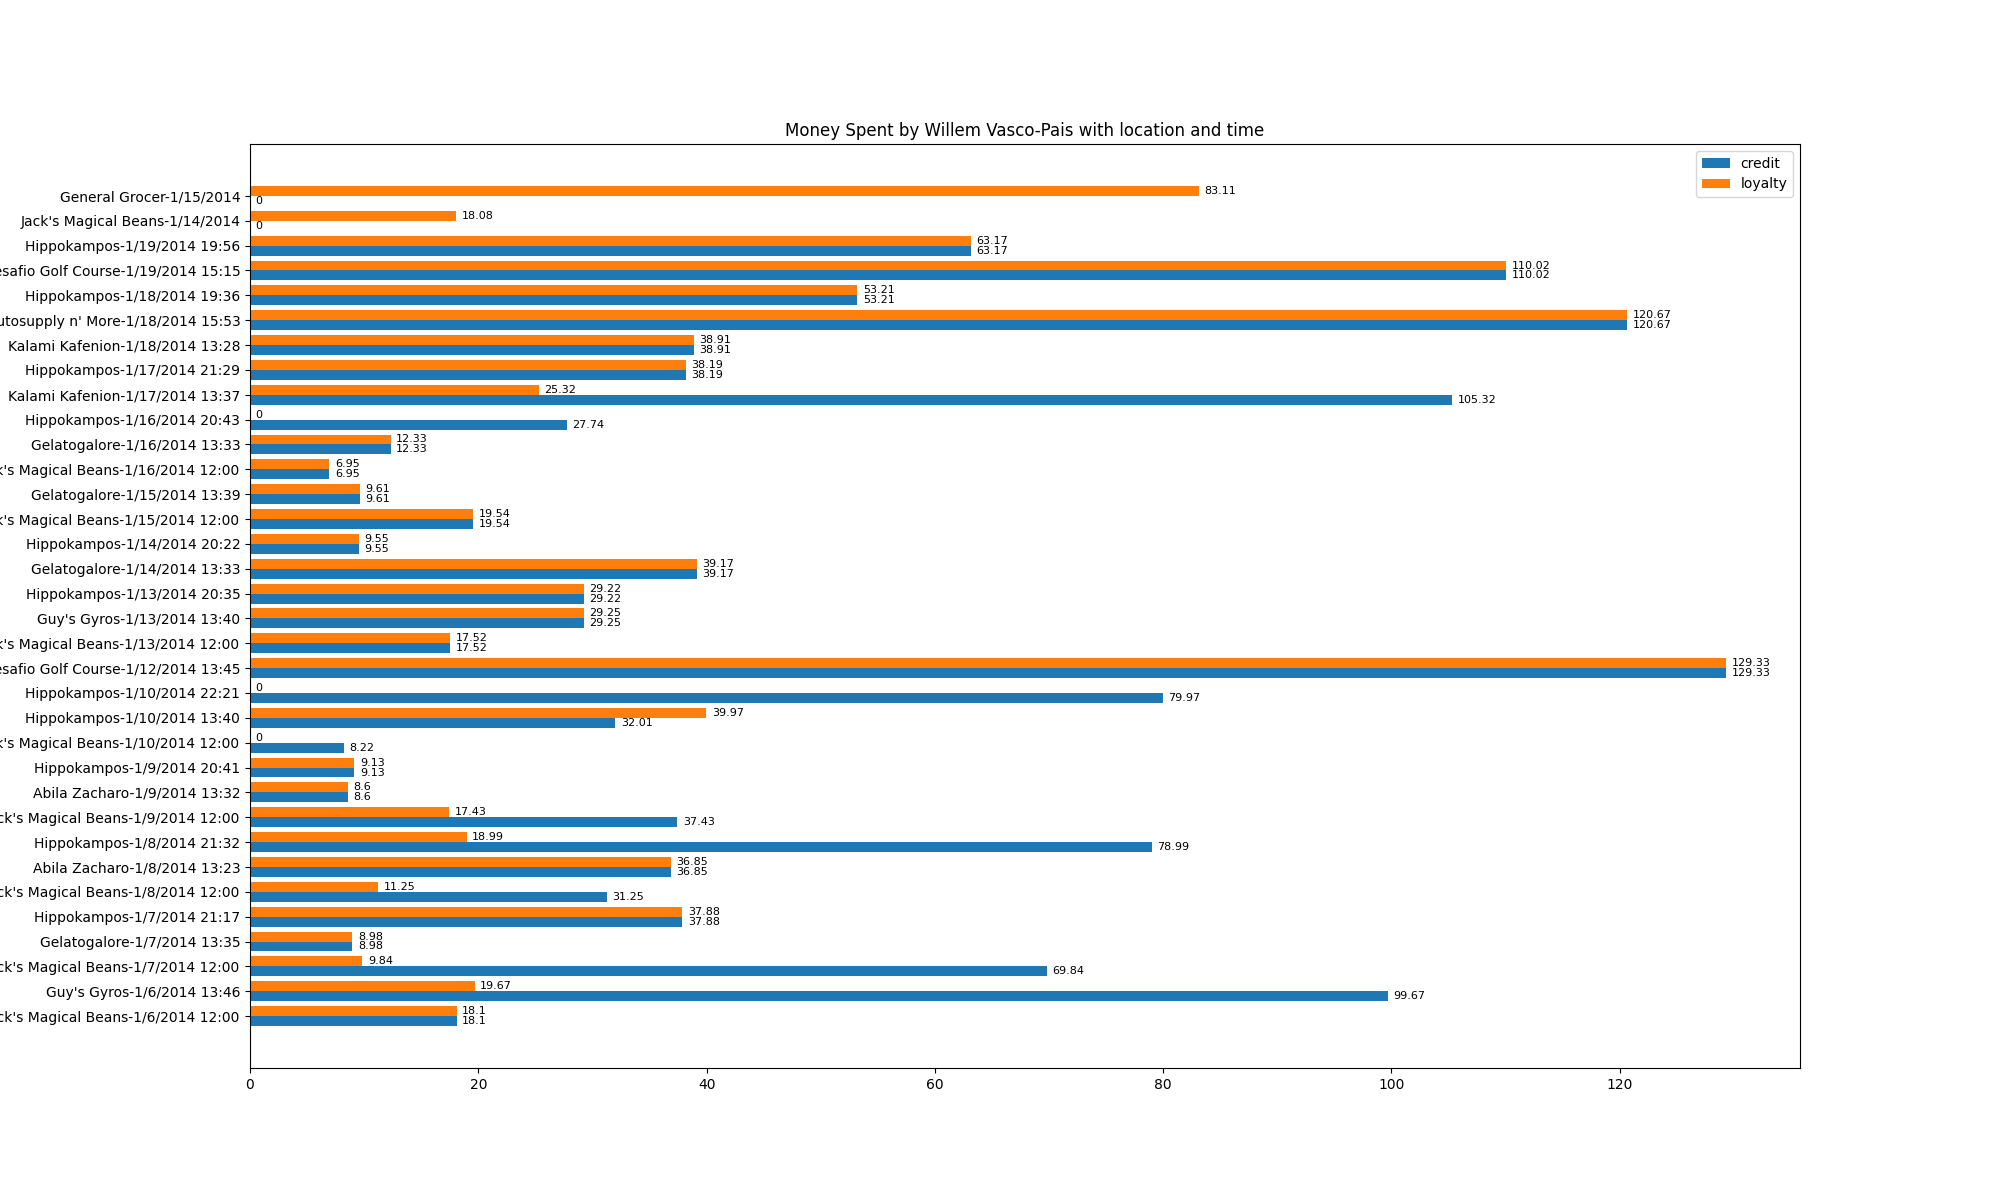 Money Spent by Willem Vasco-Pais with location and time
credit
loyalty
General Grocer-1/15/2014 83.11
0
Jack's Magical Beans-1/14/2014 18.08
0
Hippokampos-1/19/2014 19:56 63.17
63.17
esafio Golf Course-1/19/2014 15:15 110.02
110.02
Hippokampos-1/18/2014 19:36 53.21
53.21
utosupply n' More-1/18/2014 15:53 120.67
120.67
Kalami Kafenion-1/18/2014 13:28 38.91
38.91
Hippokampos-1/17/2014 21:29 38.19
38.19
Kalami Kafenion-1/17/2014 13:37 25.32
105.32
Hippokampos-1/16/2014 20:43 0
27.74
Gelatogalore-1/16/2014 13:33 12.33
12.33
k's Magical Beans-1/16/2014 12:00 6.95
6.95
Gelatogalore-1/15/2014 13:39 9.61
9.61
k's Magical Beans-1/15/2014 12:00 19.54
19.54
Hippokampos-1/14/2014 20:22 9.55
9.55
Gelatogalore-1/14/2014 13:33 39.17
39.17
Hippokampos-1/13/2014 20:35 29.22
29.22
Guy's Gyros-1/13/2014 13:40 29.25
29.25
k's Magical Beans-1/13/2014 12:00 17.52
17.52
esafio Golf Course-1/12/2014 13:45 129.33
129.33
Hippokampos-1/10/2014 22:21 0
79.97
Hippokampos-1/10/2014 13:40 39.97
32.01
k's Magical Beans-1/10/2014 12:00 0
8.22
Hippokampos-1/9/2014 20:41 9.13
9.13
Abila Zacharo-1/9/2014 13:32 8.6
8.6
ck's Magical Beans-1/9/2014 12:00 17.43
37.43
Hippokampos-1/8/2014 21:32 18.99
78.99
Abila Zacharo-1/8/2014 13:23 36.85
36.85
ck's Magical Beans-1/8/2014 12:00 11.25
31.25
Hippokampos-1/7/2014 21:17 37.88
37.88
Gelatogalore-1/7/2014 13:35 8.98
8.98
ck's Magical Beans-1/7/2014 12:00 9.84
69.84
Guy's Gyros-1/6/2014 13:46 19.67
99.67
ck's Magical Beans-1/6/2014 12:00 18.1
18.1
0 20 40 60 80 100 120